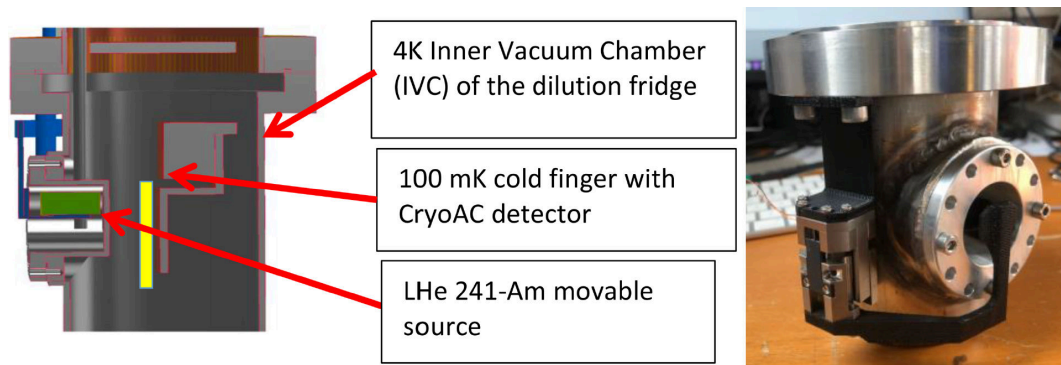 4K Inner Vacuum Chamber
(IVC) of the dilution fridge
100 mK cold finger with
CryoAC detector
LHe 241-Am movable
source